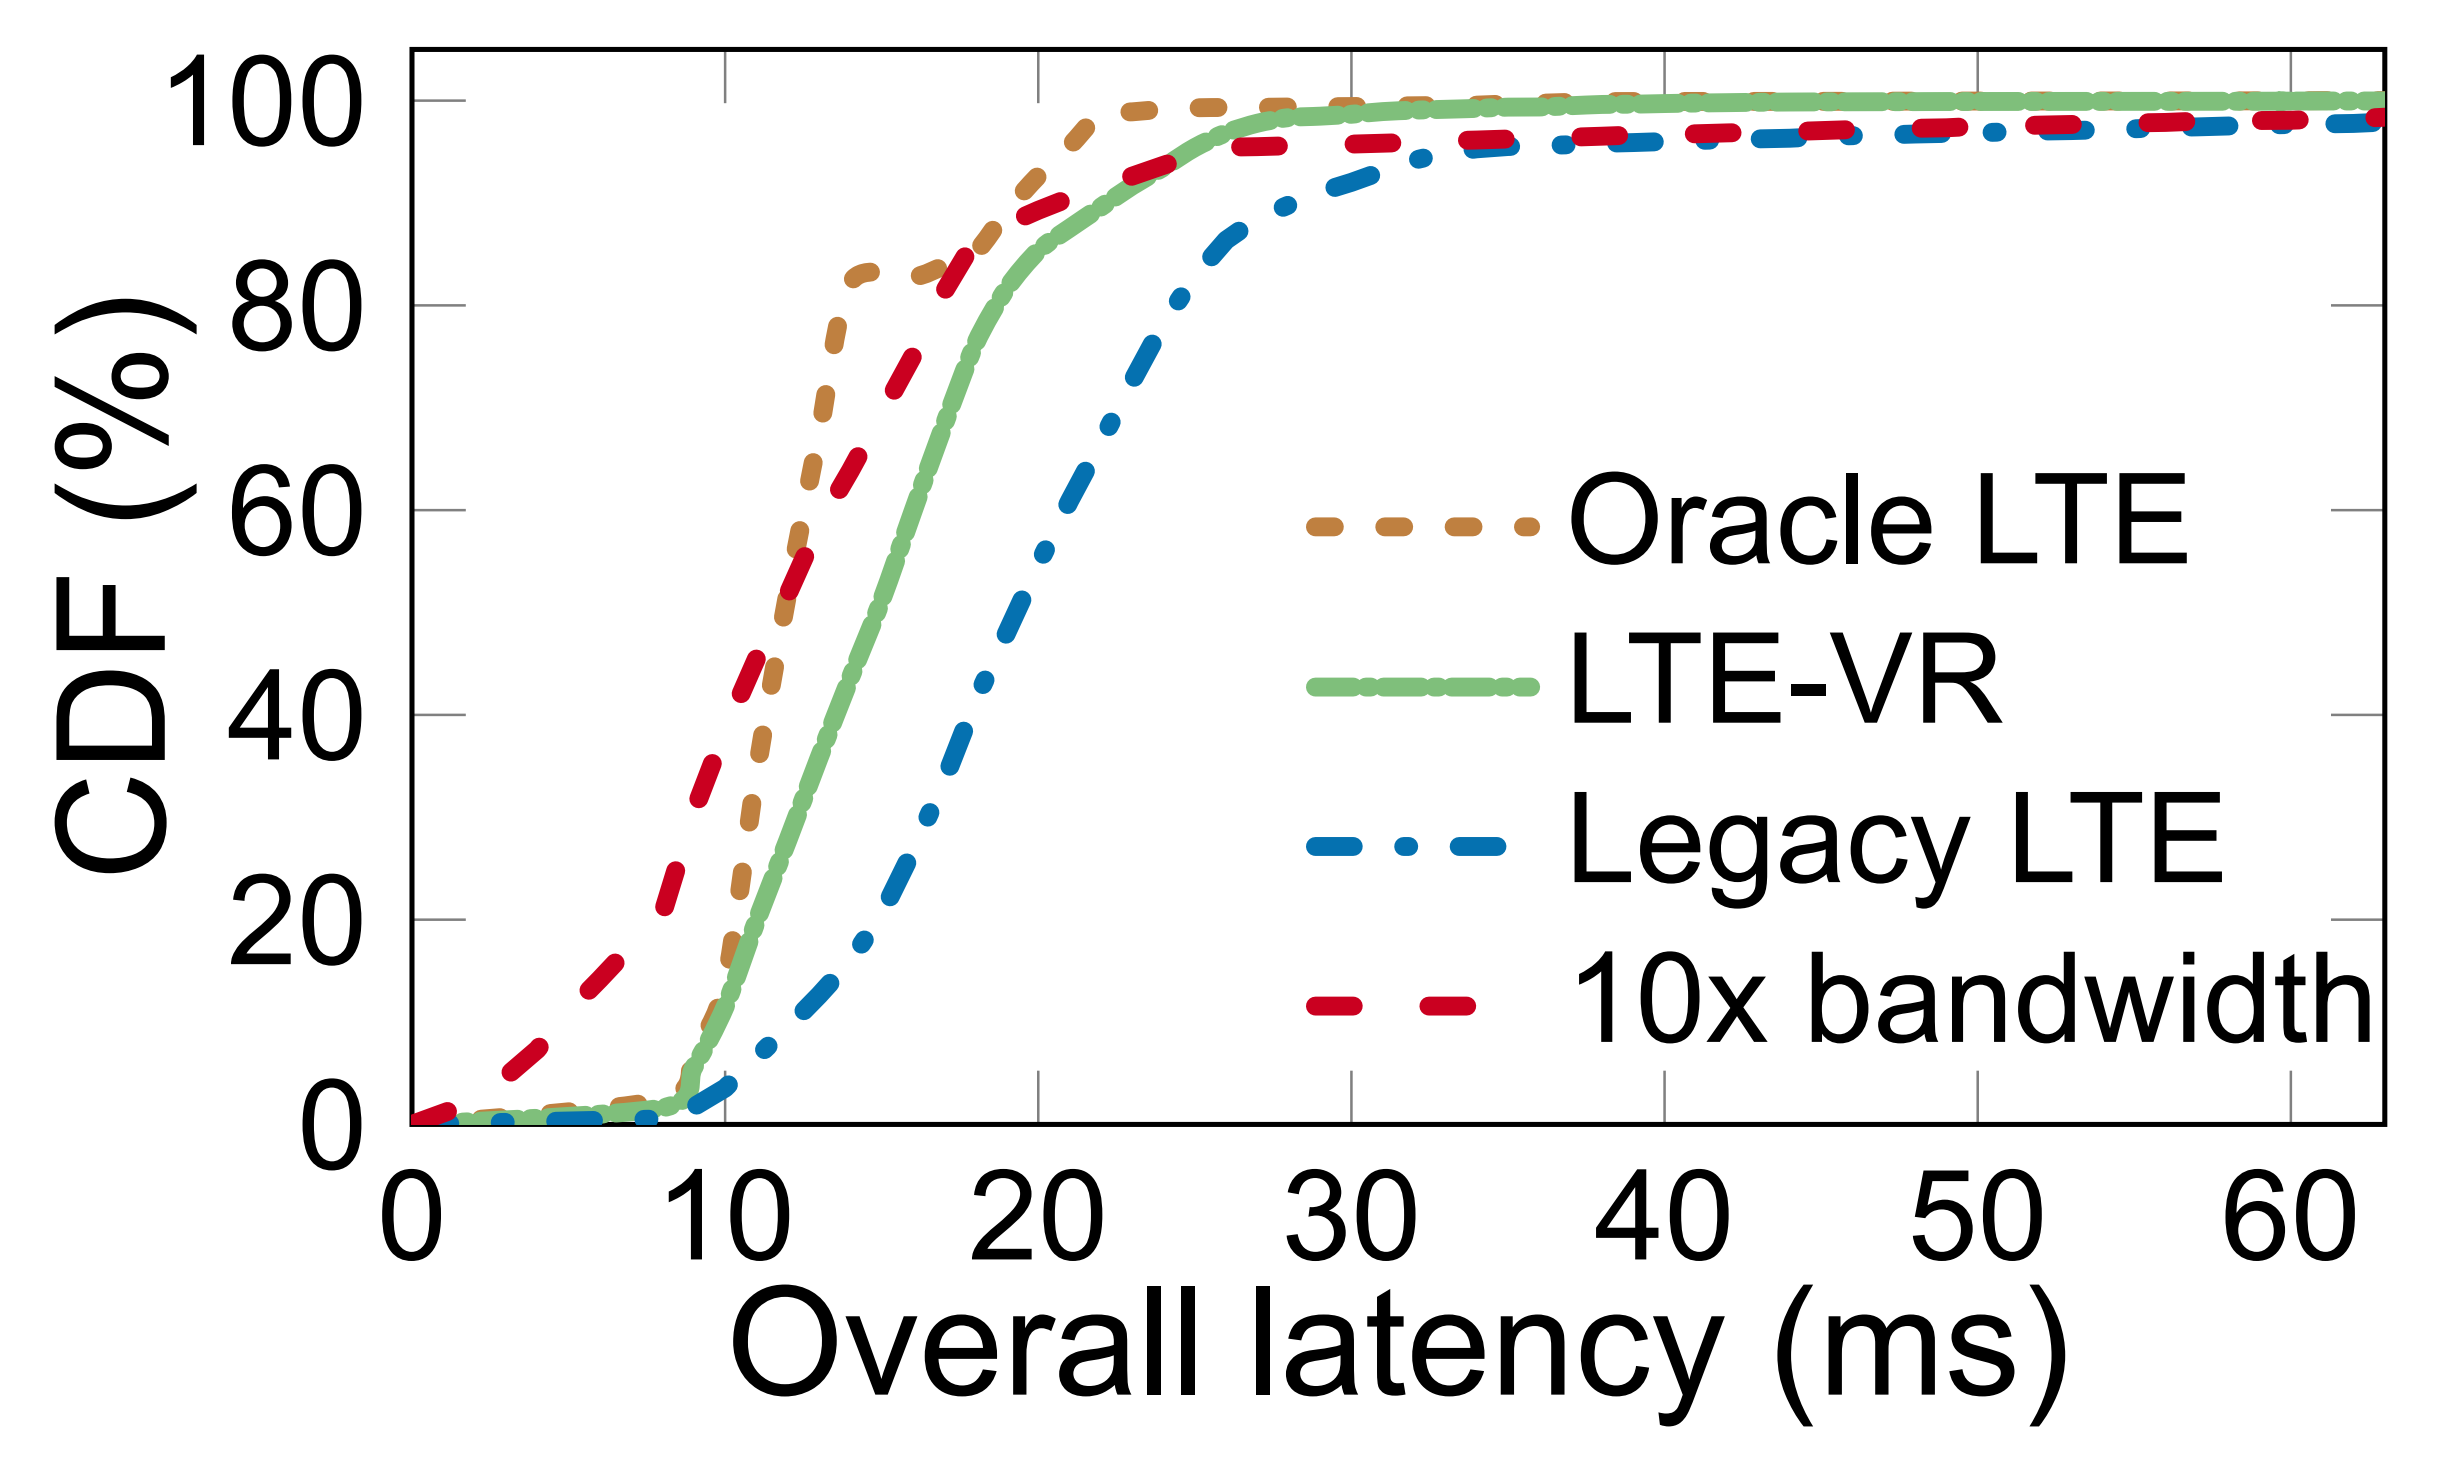 CDF (%)
100
80
60
40
20
0
Oracle LTE
LTE-VR
Legacy LTE
10x bandwidth
0 10 20 30 40 50 60
Overall latency (ms)